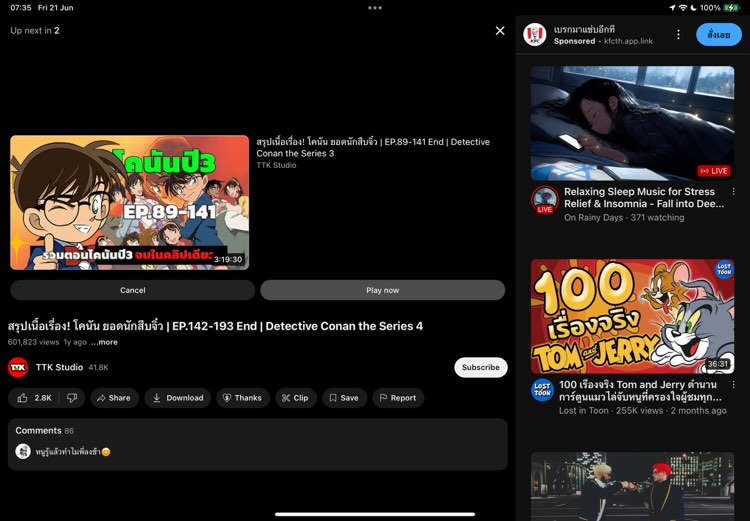 07:35 Fri 21 Jun
100%
Up next in 2
โคนันปี3
EP.89-141
รวมตอนโคนันปี3 จบในคลิปเดียว
3:19:30
สรุปเนื้อเรื่อง! โคนัน ยอดนักสืบจิ๋ว | EP.89-141 End | Detective
Conan the Series 3
TTK Studio
Cancel
Play now
สรุปเนื้อเรื่อง! โคนัน ยอดนักสืบจิ๋ว | EP.142-193 End | Detective Conan the Series 4
601,823 views 1y ago ...more
TTK
TTK Studio 41.8K
Subscribe
2.8K
Share
Download
Thanks
Clip
Save
Report
Comments 86
หนูรู้แล้วทำไมพี่ลงช้า
KFC
เบรกมาแซ่บอีกที
Sponsored · kfcth.app.link
สั่งเลย
LIVE
LIVE
Relaxing Sleep Music for Stress
Relief & Insomnia - Fall into Dee...
On Rainy Days · 371 watching
LOST
TOON
100
เรื่องจริง
TOM AND JERRY
36:31
LOST
TOON
100 เรื่องจริง Tom and Jerry ตำนาน
การ์ตูนแมวไล่จับหนูที่ครองใจผู้ชมทุก...
Lost in Toon · 255K views · 2 months ago